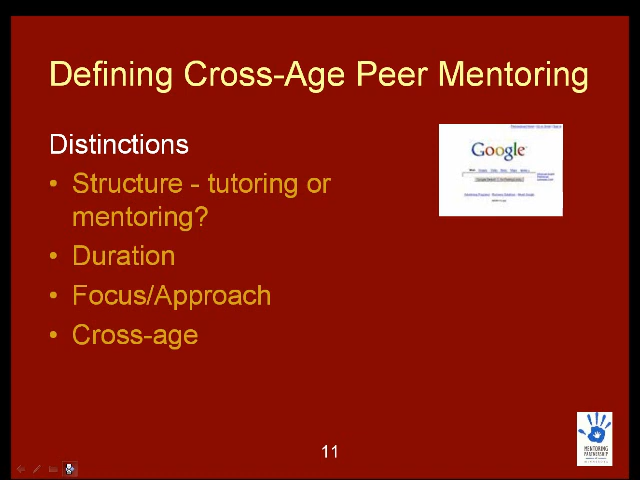 Defining Cross-Age Peer Mentoring
Distinctions
• Structure - tutoring or
mentoring?
• Duration
• Focus/Approach
• Cross-age
Google
11
MENTORING
PARTNERSHIP